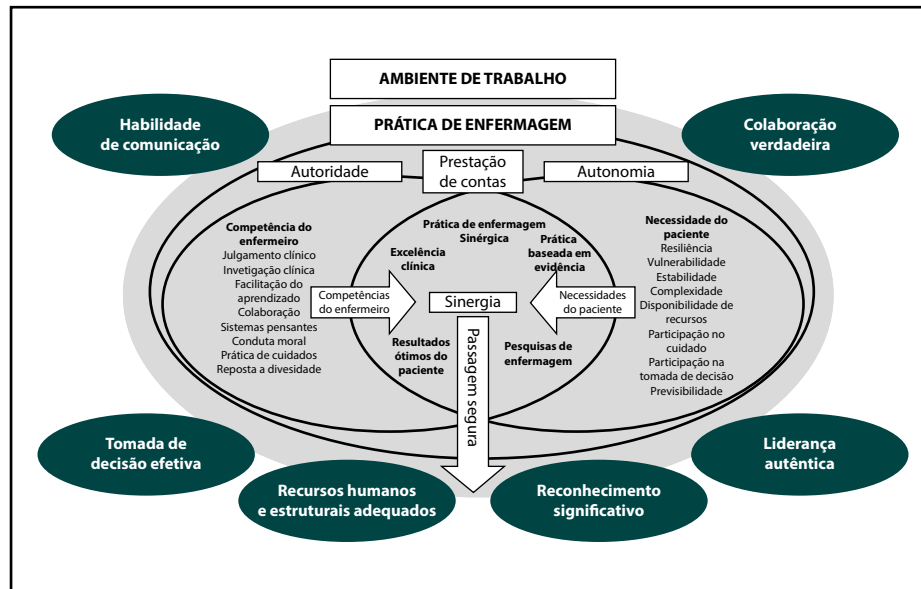 AMBIENTE DE TRABALHO
PRÁTICA DE ENFERMAGEM
Habilidade
de comunicação
Colaboração
verdadeira
Autoridade
Prestação
de contas
Autonomia
Competência do
enfermeiro
Julgamento clínico
Invetigação clínica
Facilitação do
aprendizado
Colaboração
Sistemas pensantes
Conduta moral
Prática de cuidados
Reposta a divesidade
Competências
do enfermeiro
Prática de enfermagem
Sinérgica
Excelência
clínica
Prática
baseada em
evidência
Sinergia
Resultados
ótimos do
paciente
Pesquisas de
enfermagem
Passagem segura
Necessidades
do paciente
Necessidade do
paciente
Resiliência
Vulnerabilidade
Estabilidade
Complexidade
Disponibilidade de
recursos
Participação no
cuidado
Participação na
tomada de decisão
Previsibilidade
Tomada de
decisão efetiva
Recursos humanos
e estruturais adequados
Reconhecimento
significativo
Liderança
autêntica